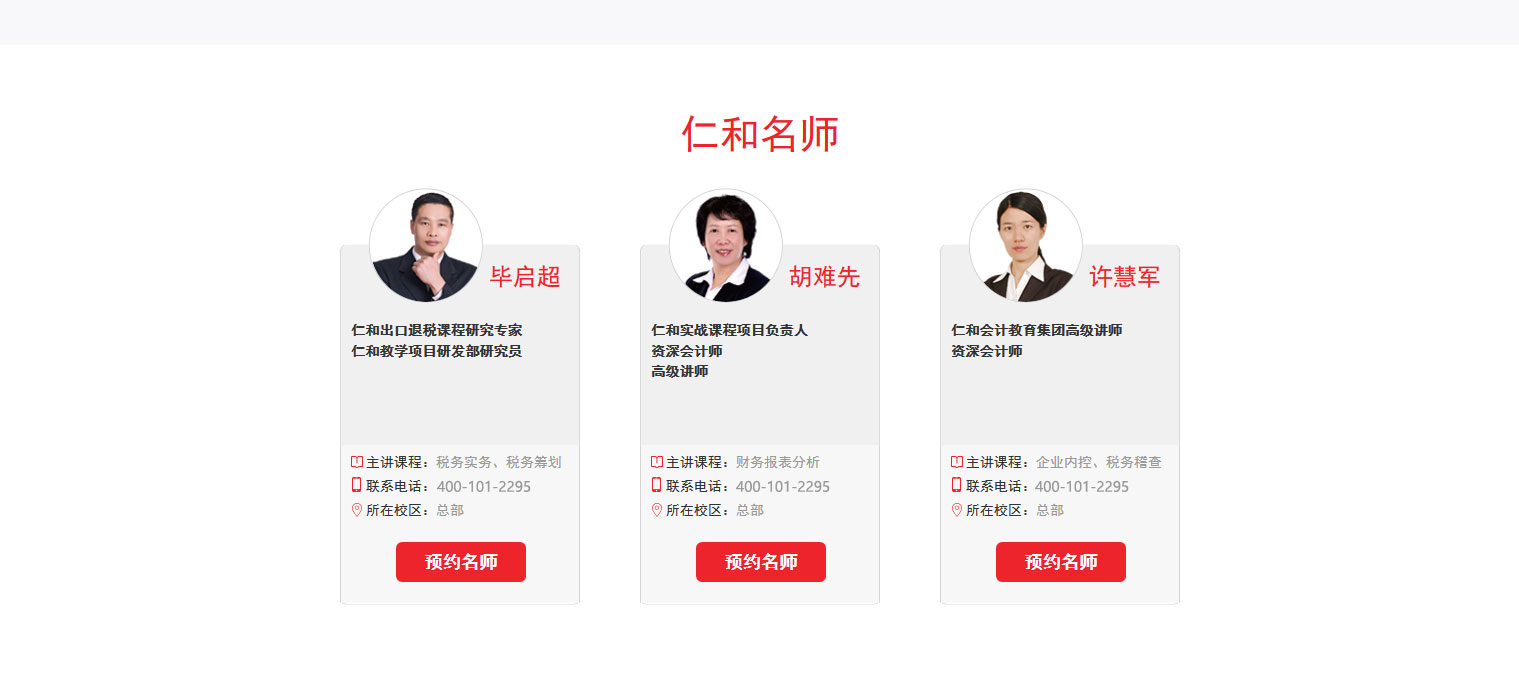 仁和名师
毕启超
仁和出口退税课程研究专家
仁和教学项目研发部研究员
主讲课程：税务实务、税务筹划
联系电话：400-101-2295
所在校区：总部
预约名师
胡难先
仁和实战课程项目负责人
资深会计师
高级讲师
主讲课程：财务报表分析
联系电话：400-101-2295
所在校区：总部
预约名师
许慧军
仁和会计教育集团高级讲师
资深会计师
主讲课程：企业内控、税务稽查
联系电话：400-101-2295
所在校区：总部
预约名师